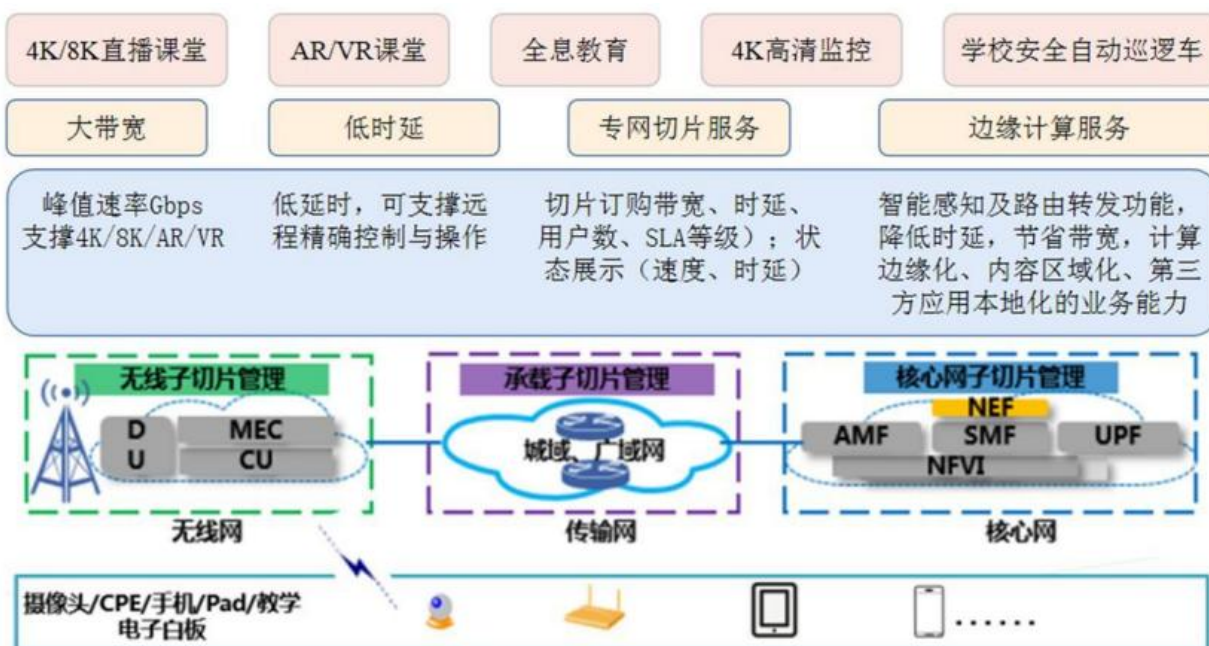 4K/8K直播课堂
AR/VR课堂
全息教育
4K高清监控
学校安全自动巡逻车
大带宽
低时延
专网切片服务
边缘计算服务
峰值速率Gbps
支撑4K/8K/AR/VR
低延时，可支撑远
程精确控制与操作
切片订购带宽、时延、
用户数、SLA等级）；状
态展示（速度、时延）
智能感知及路由转发功能，
降低时延，节省带宽，计算
边缘化、内容区域化、第三
方应用本地化的业务能力
无线子切片管理
DU
MEC
CU
无线网
承载子切片管理
城域、广域网
传输网
核心网子切片管理
NEF
AMF
SMF
UPF
NFVI
核心网
摄像头/CPE/手机/Pad/教学
电子白板
······